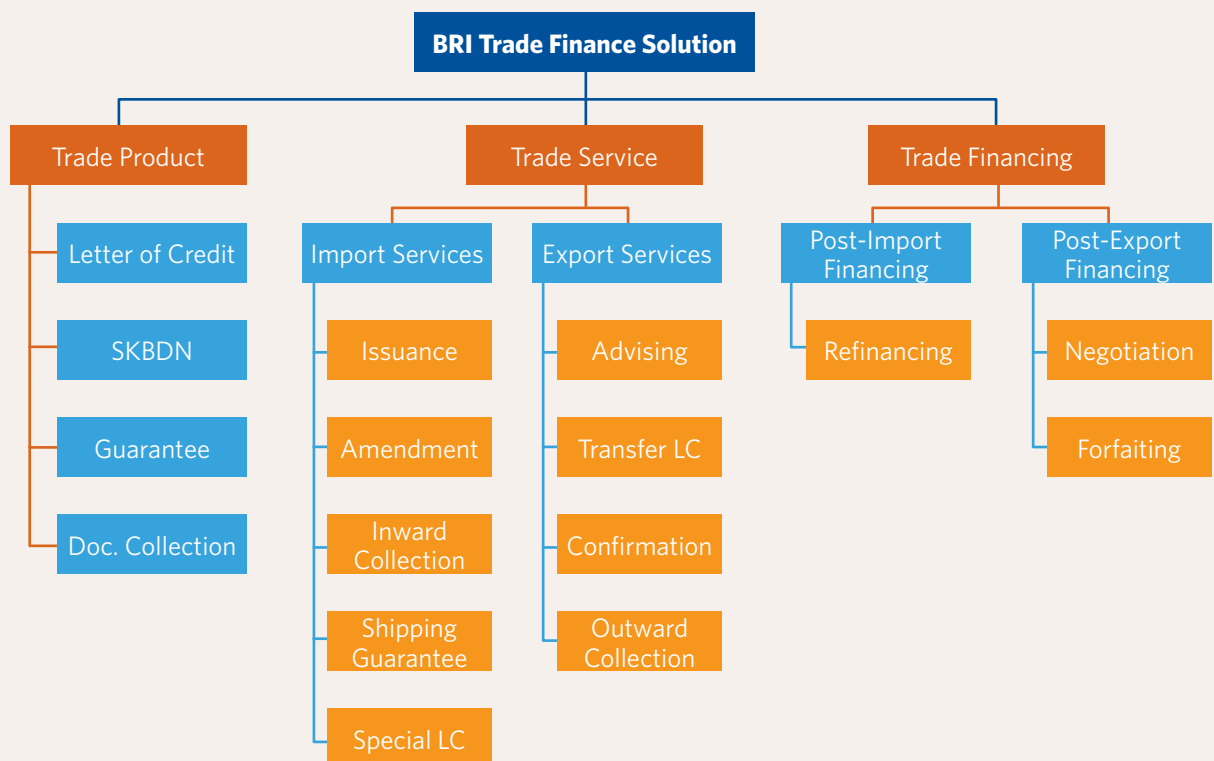 BRI Trade Finance Solution
Trade Product
Letter of Credit
SKBDN
Guarantee
Doc. Collection
Trade Service
Import Services
Issuance
Amendment
Inward
Collection
Shipping
Guarantee
Special LC
Export Services
Advising
Transfer LC
Confirmation
Outward
Collection
Trade Financing
Post-Import
Financing
Refinancing
Post-Export
Financing
Negotiation
Forfaiting